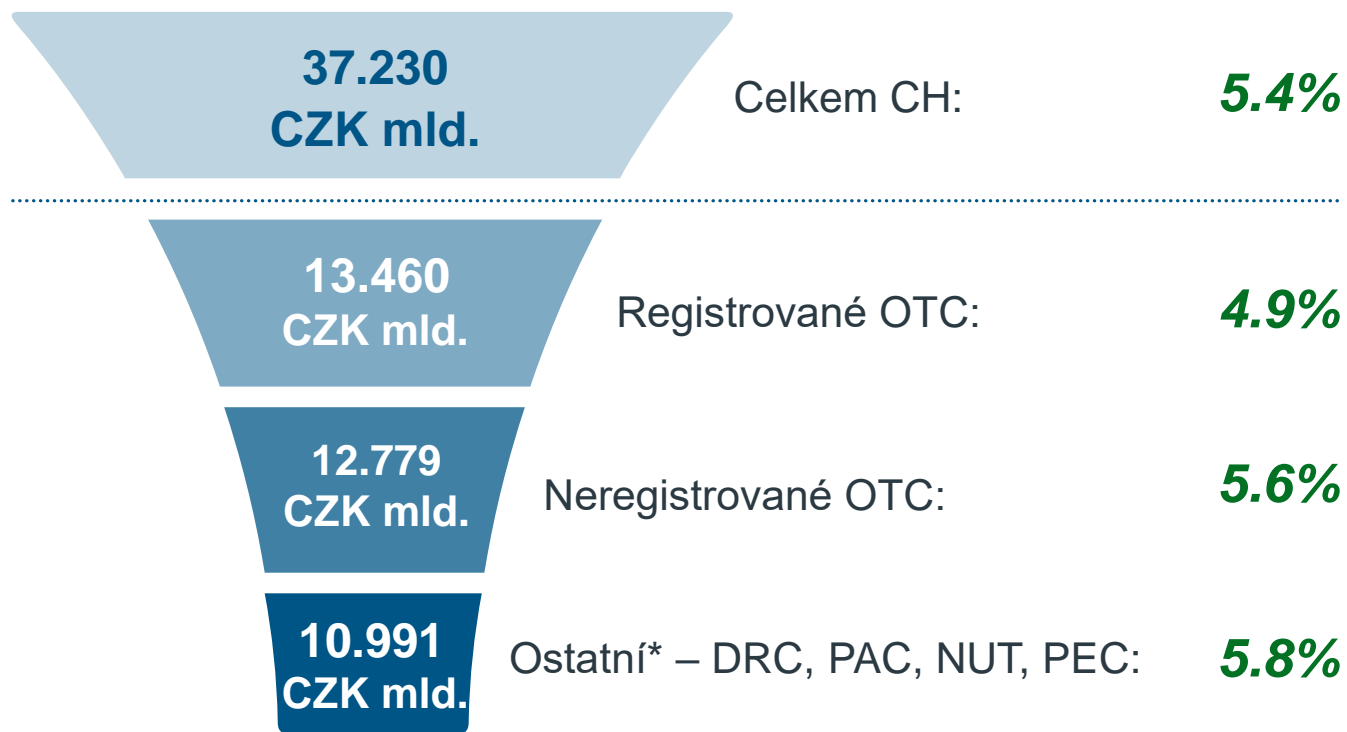 37.230
CZK mld.
Celkem CH:
5.4%
13.460
CZK mld.
Registrované OTC:
4.9%
12.779
CZK mld.
Neregistrované OTC:
5.6%
10.991
CZK mld.
Ostatní* – DRC, PAC, NUT, PEC:
5.8%